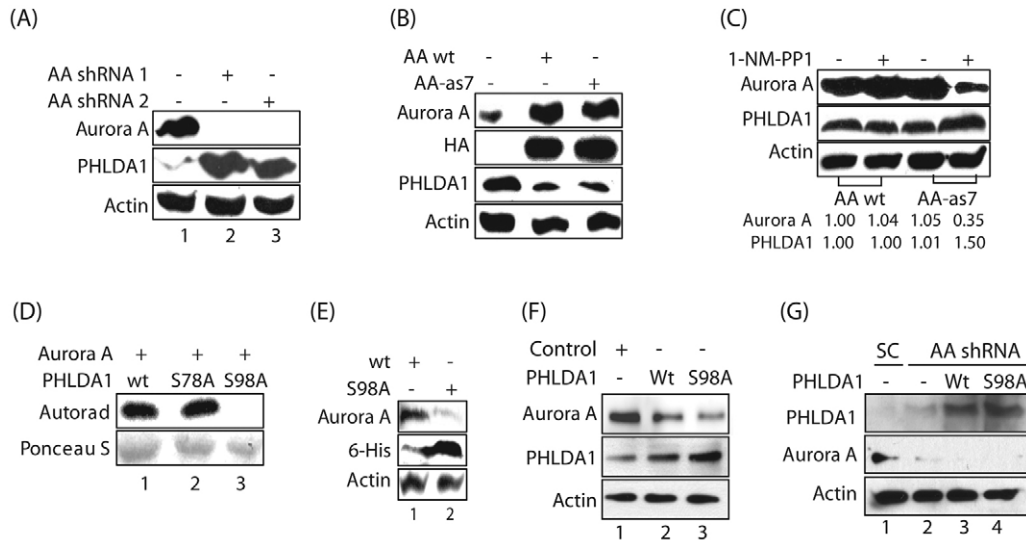 (A)
AA shRNA 1 - + -
AA shRNA 2 - - +
Aurora A
PHLDA1
Actin
1 2 3
(B)
AA wt - + -
AA-as7 - - +
Aurora A
HA
PHLDA1
Actin
(C)
1-NM-PP1 - + - +
Aurora A
PHLDA1
Actin
AA wt AA-as7
Aurora A 1.00 1.04 1.05 0.35
PHLDA1 1.00 1.00 1.01 1.50
(D)
Aurora A + + +
PHLDA1 wt S78A S98A
Autorad
Ponceau S
1 2 3
(E)
wt + -
S98A - +
Aurora A
6-His
Actin
1 2
(F)
Control + - -
PHLDA1 - Wt S98A
Aurora A
PHLDA1
Actin
1 2 3
(G)
SC AA shRNA
PHLDA1 - - Wt S98A
PHLDA1
Aurora A
Actin
1 2 3 4